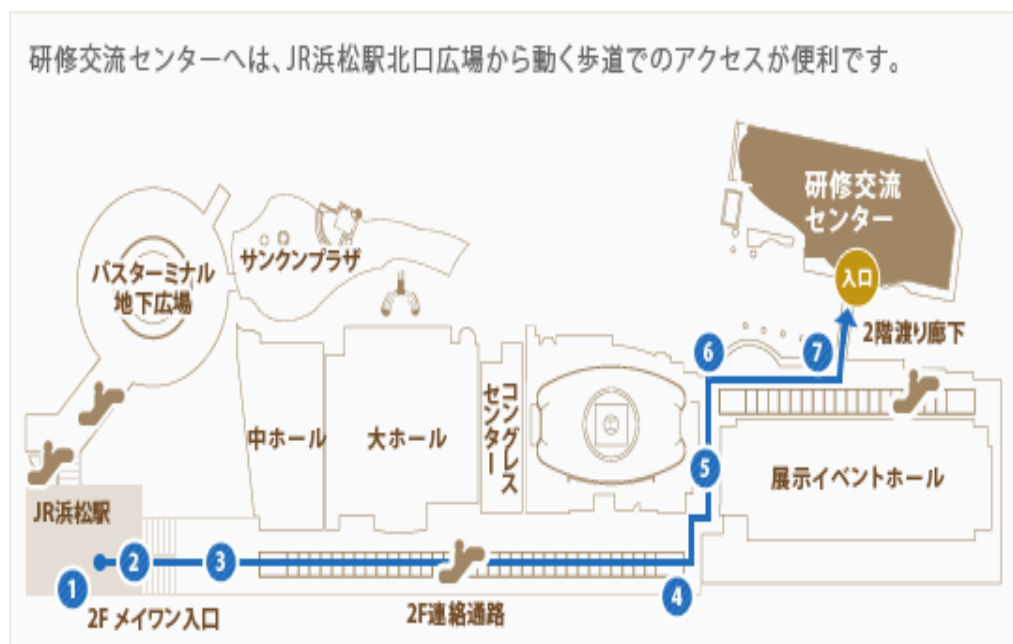 研修交流センターへは、JR浜松駅北口広場から動く歩道でのアクセスが便利です。
研修交流
センター
入口
2階渡り廊下
サンクンプラザ
バスターミナル
地下広場
中ホール
大ホール
コングレス
センター
展示イベントホール
JR浜松駅
1
2
3
4
5
6
7
2F メイワン入口
2F連絡通路